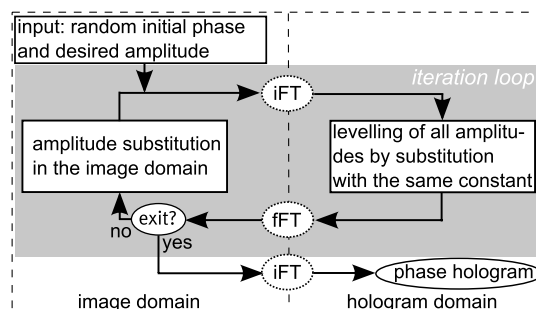 input: random initial phase
and desired amplitude
iteration loop
iFT
amplitude substitution
in the image domain
levelling of all amplitu-
des by substitution
with the same constant
exit?
fFT
no
yes
iFT
phase hologram
image domain
hologram domain